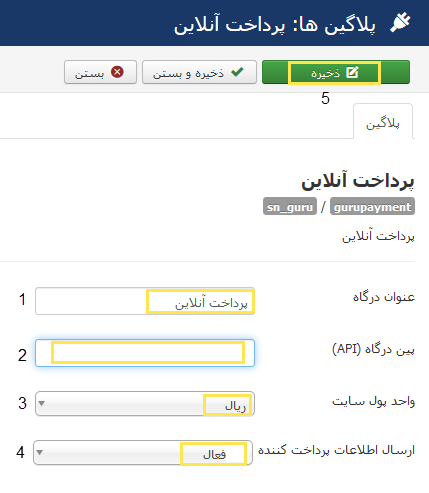 پلاگین ها: پرداخت آنلاین
ذخیره ذخیره و بستن بستن
5
پلاگین
پرداخت آنلاین
sn_guru / gurupayment
پرداخت آنلاین
عنوان درگاه پرداخت آنلاین 1
پین درگاه (API) 2
واحد پول سایت ریال 3
ارسال اطلاعات پرداخت کننده فعال 4